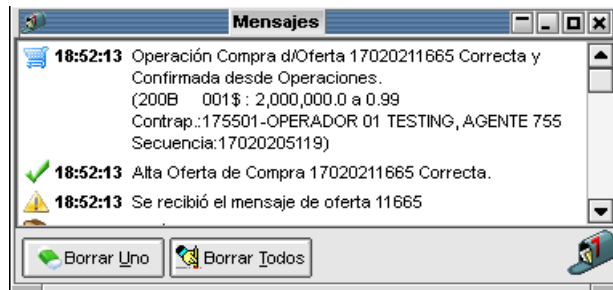 Mensajes
18:52:13 Operación Compra d/Oferta 17020211665 Correcta y
Confirmada desde Operaciones.
(200B 001$ : 2,000,000.0 a 0.99
Contrap.:175501-OPERADOR 01 TESTING, AGENTE 755
Secuencia:17020205119)
18:52:13 Alta Oferta de Compra 17020211665 Correcta.
18:52:13 Se recibió el mensaje de oferta 11665
Borrar Uno Borrar Todos